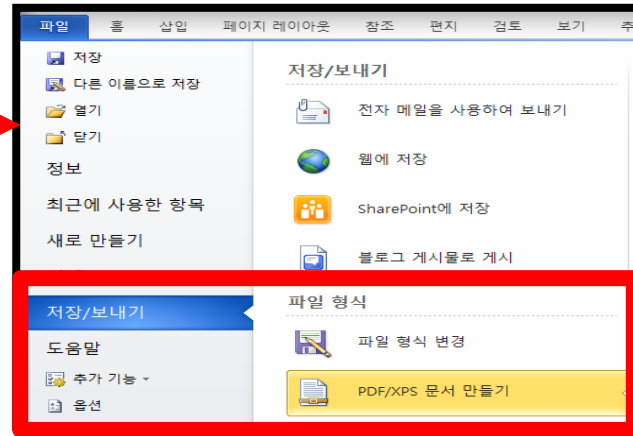 파일 홈 삽입 페이지 레이아웃 참조 편지 검토 보기
저장
다른 이름으로 저장
열기
닫기
정보
최근에 사용한 항목
새로 만들기
저장/보내기
도움말
추가 기능
옵션
저장/보내기
전자 메일을 사용하여 보내기
웹에 저장
SharePoint에 저장
블로그 게시물로 게시
파일 형식
파일 형식 변경
PDF/XPS 문서 만들기